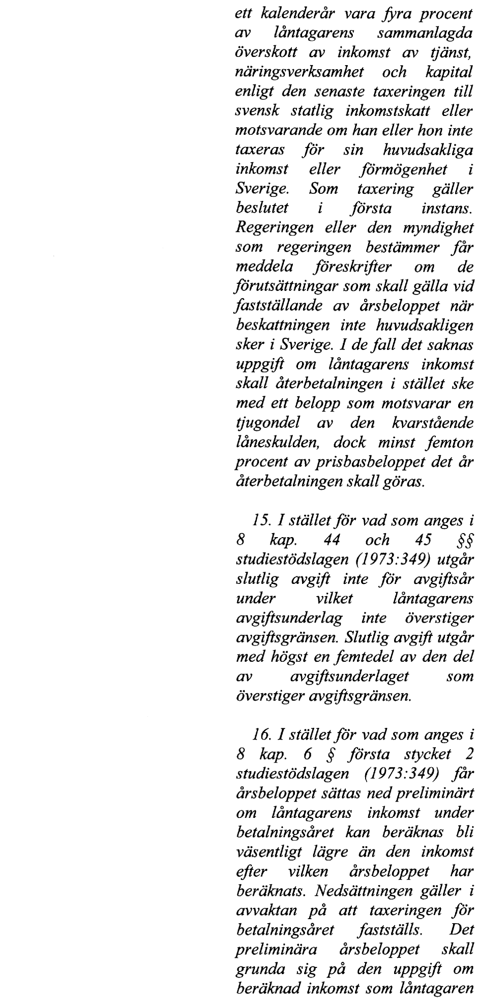 ett kalenderår vara fyra procent
av låntagarens sammanlagda
överskott av inkomst av tjänst,
näringsverksamhet och kapital
enligt den senaste taxeringen till
svensk statlig inkomstskatt eller
motsvarande om han eller hon inte
taxeras för sin huvudsakliga
inkomst eller förmögenhet i
Sverige. Som taxering gäller
beslutet i första instans.
Regeringen eller den myndighet
som regeringen bestämmer får
meddela föreskrifter om de
förutsättningar som skall gälla vid
fastställande av årsbeloppet när
beskattningen inte huvudsakligen
sker i Sverige. I de fall det saknas
uppgift om låntagarens inkomst
skall återbetalningen i stället ske
med ett belopp som motsvarar en
tjugondel av den kvarstående
låneskulden, dock minst femton
procent av prisbasbeloppet det år
återbetalningen skall göras.
15. I stället för vad som anges i
8 kap. 44 och 45 §§
studiestödslagen (1973:349) utgår
slutlig avgift inte för avgiftsår
under vilket låntagarens
avgiftsunderlag inte överstiger
avgiftsgränsen. Slutlig avgift utgår
med högst en femtedel av den del
av avgiftsunderlaget som
överstiger avgiftsgränsen.
16. I stället för vad som anges i
8 kap. 6 § första stycket 2
studiestödslagen (1973:349) får
årsbeloppet sättas ned preliminärt
om låntagarens inkomst under
betalningsåret kan beräknas bli
väsentligt lägre än den inkomst
efter vilken årsbeloppet har
beräknats. Nedsättningen gäller i
avvaktan på att taxeringen för
betalningsåret fastställs. Det
preliminära årsbeloppet skall
grunda sig på den uppgift om
beräknad inkomst som låntagaren